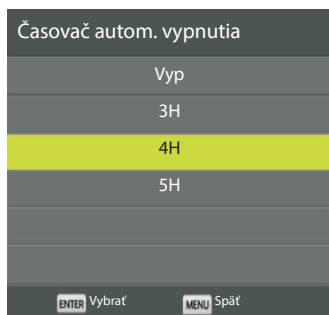 Časovač autom. vypnutia
Vyp
3H
4H
5H
ENTER Vybrať MENU Späť